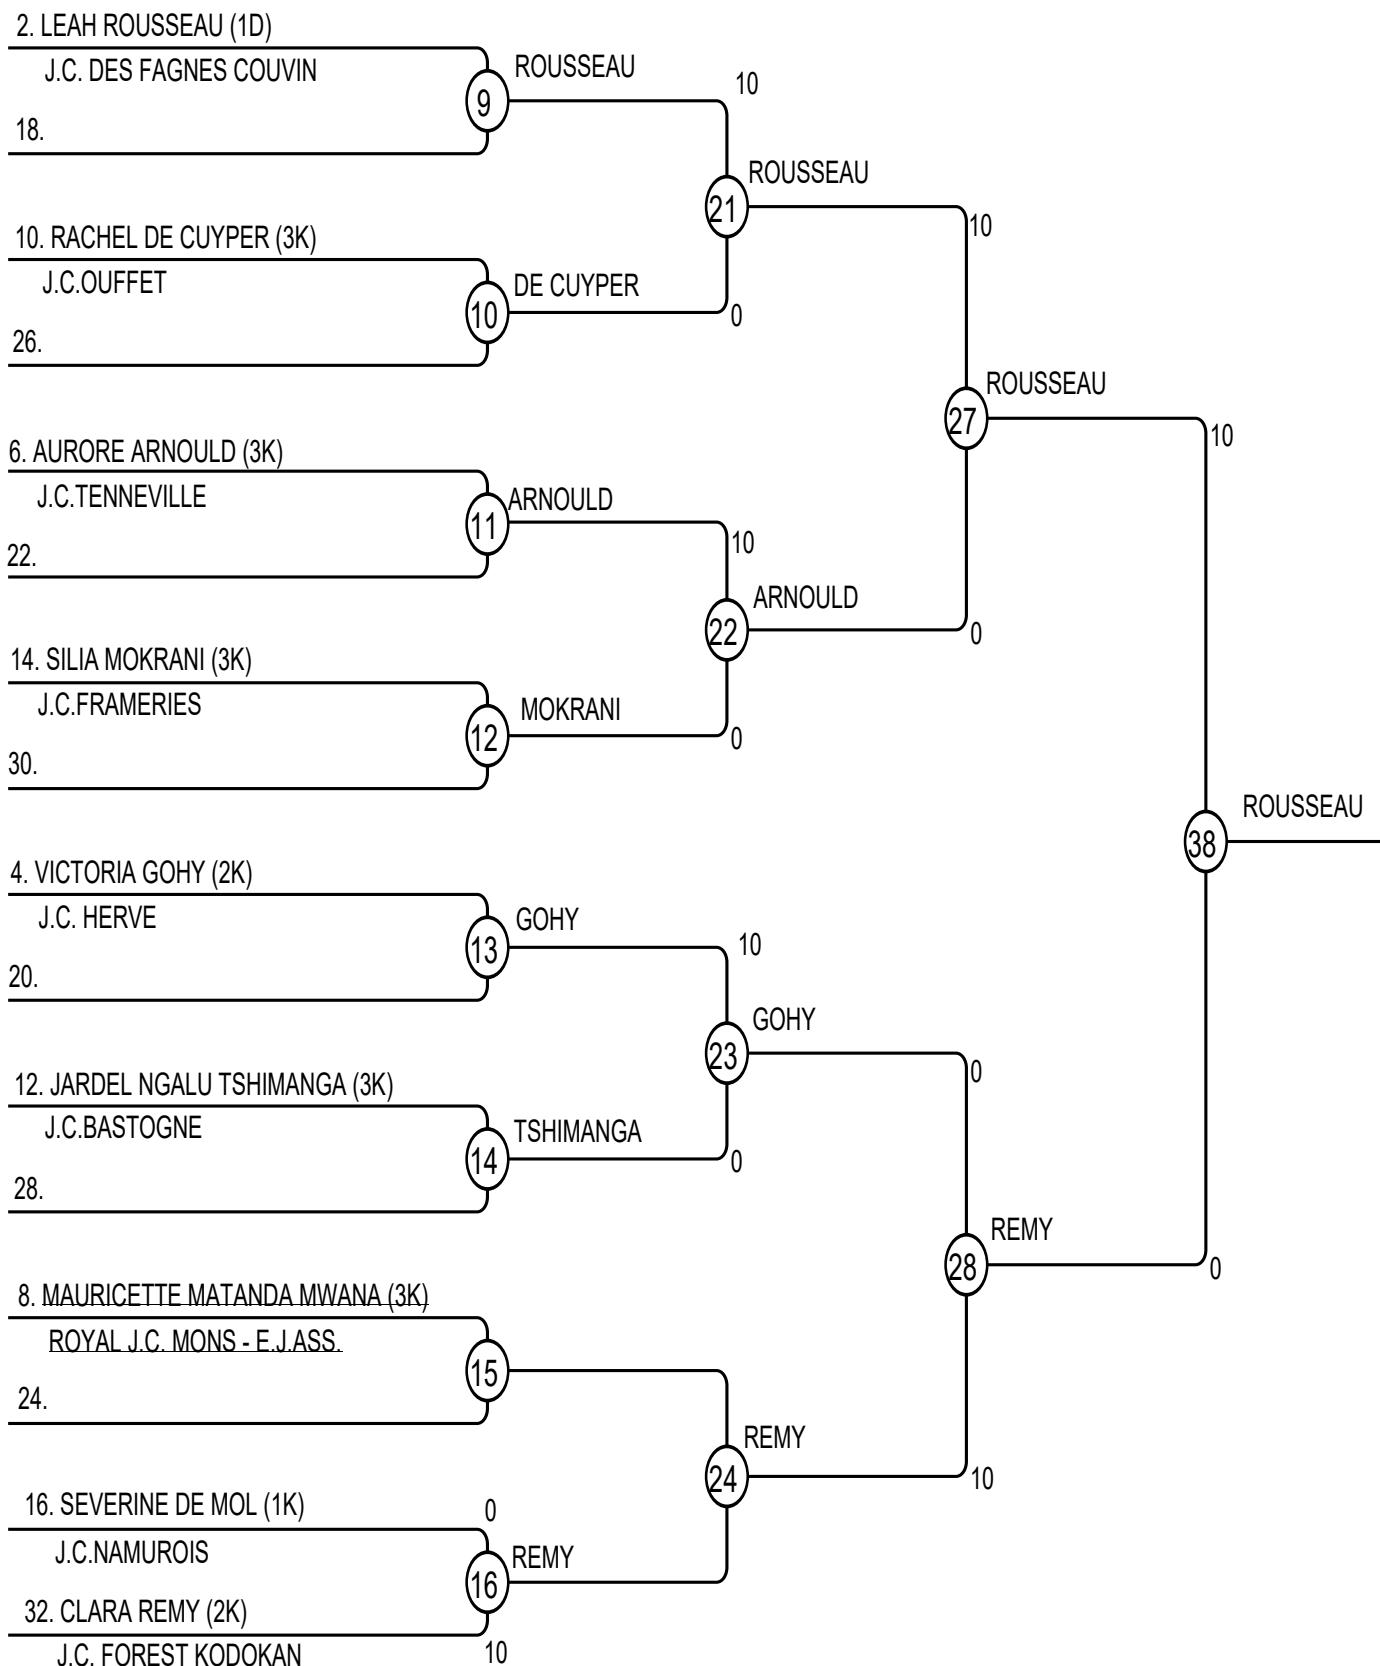 2. LEAH ROUSSEAU (1D)
J.C. DES FAGNES COUVIN
9
ROUSSEAU
10
18.
21
ROUSSEAU
10
10. RACHEL DE CUYPER (3K)
J.C.OUFFET
10
DE CUYPER
0
26.
27
ROUSSEAU
10
6. AURORE ARNOULD (3K)
J.C.TENNEVILLE
11
ARNOULD
10
22.
22
ARNOULD
0
14. SILIA MOKRANI (3K)
J.C.FRAMERIES
12
MOKRANI
0
30.
38
ROUSSEAU
4. VICTORIA GOHY (2K)
J.C. HERVE
13
GOHY
10
20.
23
GOHY
0
12. JARDEL NGALU TSHIMANGA (3K)
J.C.BASTOGNE
14
TSHIMANGA
0
28.
28
REMY
0
8. MAURICETTE MATANDA MWANA (3K)
ROYAL J.C. MONS - E.J.ASS.
15
24.
24
REMY
10
16. SEVERINE DE MOL (1K)
0
J.C.NAMUROIS
16
REMY
32. CLARA REMY (2K)
10
J.C. FOREST KODOKAN